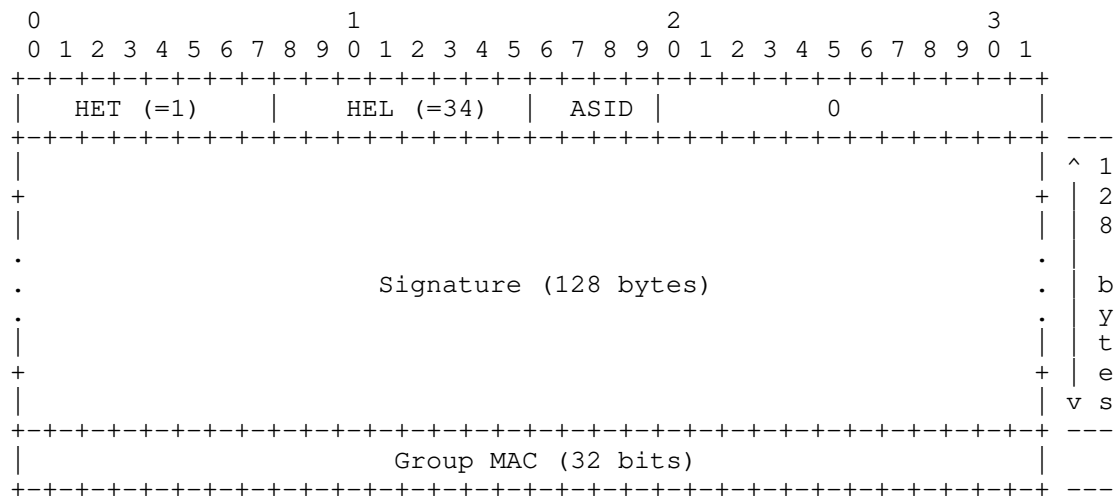 0                   1                   2                   3
 0 1 2 3 4 5 6 7 8 9 0 1 2 3 4 5 6 7 8 9 0 1 2 3 4 5 6 7 8 9 0 1
+-+-+-+-+-+-+-+-+-+-+-+-+-+-+-+-+-+-+-+-+-+-+-+-+-+-+-+-+-+-+-+-+
|   HET (=1)    |    HEL (=34)  |  ASID |          0            |
+-+-+-+-+-+-+-+-+-+-+-+-+-+-+-+-+-+-+-+-+-+-+-+-+-+-+-+-+-+-+-+-+ ---
|                                                               | ^ 1
+                                                               + | 2
|                                                               | | 8
.                                                               . |
.                      Signature (128 bytes)                    . | b
.                                                               . | y
|                                                               | | t
+                                                               + | e
|                                                               | v s
+-+-+-+-+-+-+-+-+-+-+-+-+-+-+-+-+-+-+-+-+-+-+-+-+-+-+-+-+-+-+-+-+ ---
|                       Group MAC (32 bits)                     |
+-+-+-+-+-+-+-+-+-+-+-+-+-+-+-+-+-+-+-+-+-+-+-+-+-+-+-+-+-+-+-+-+ ---